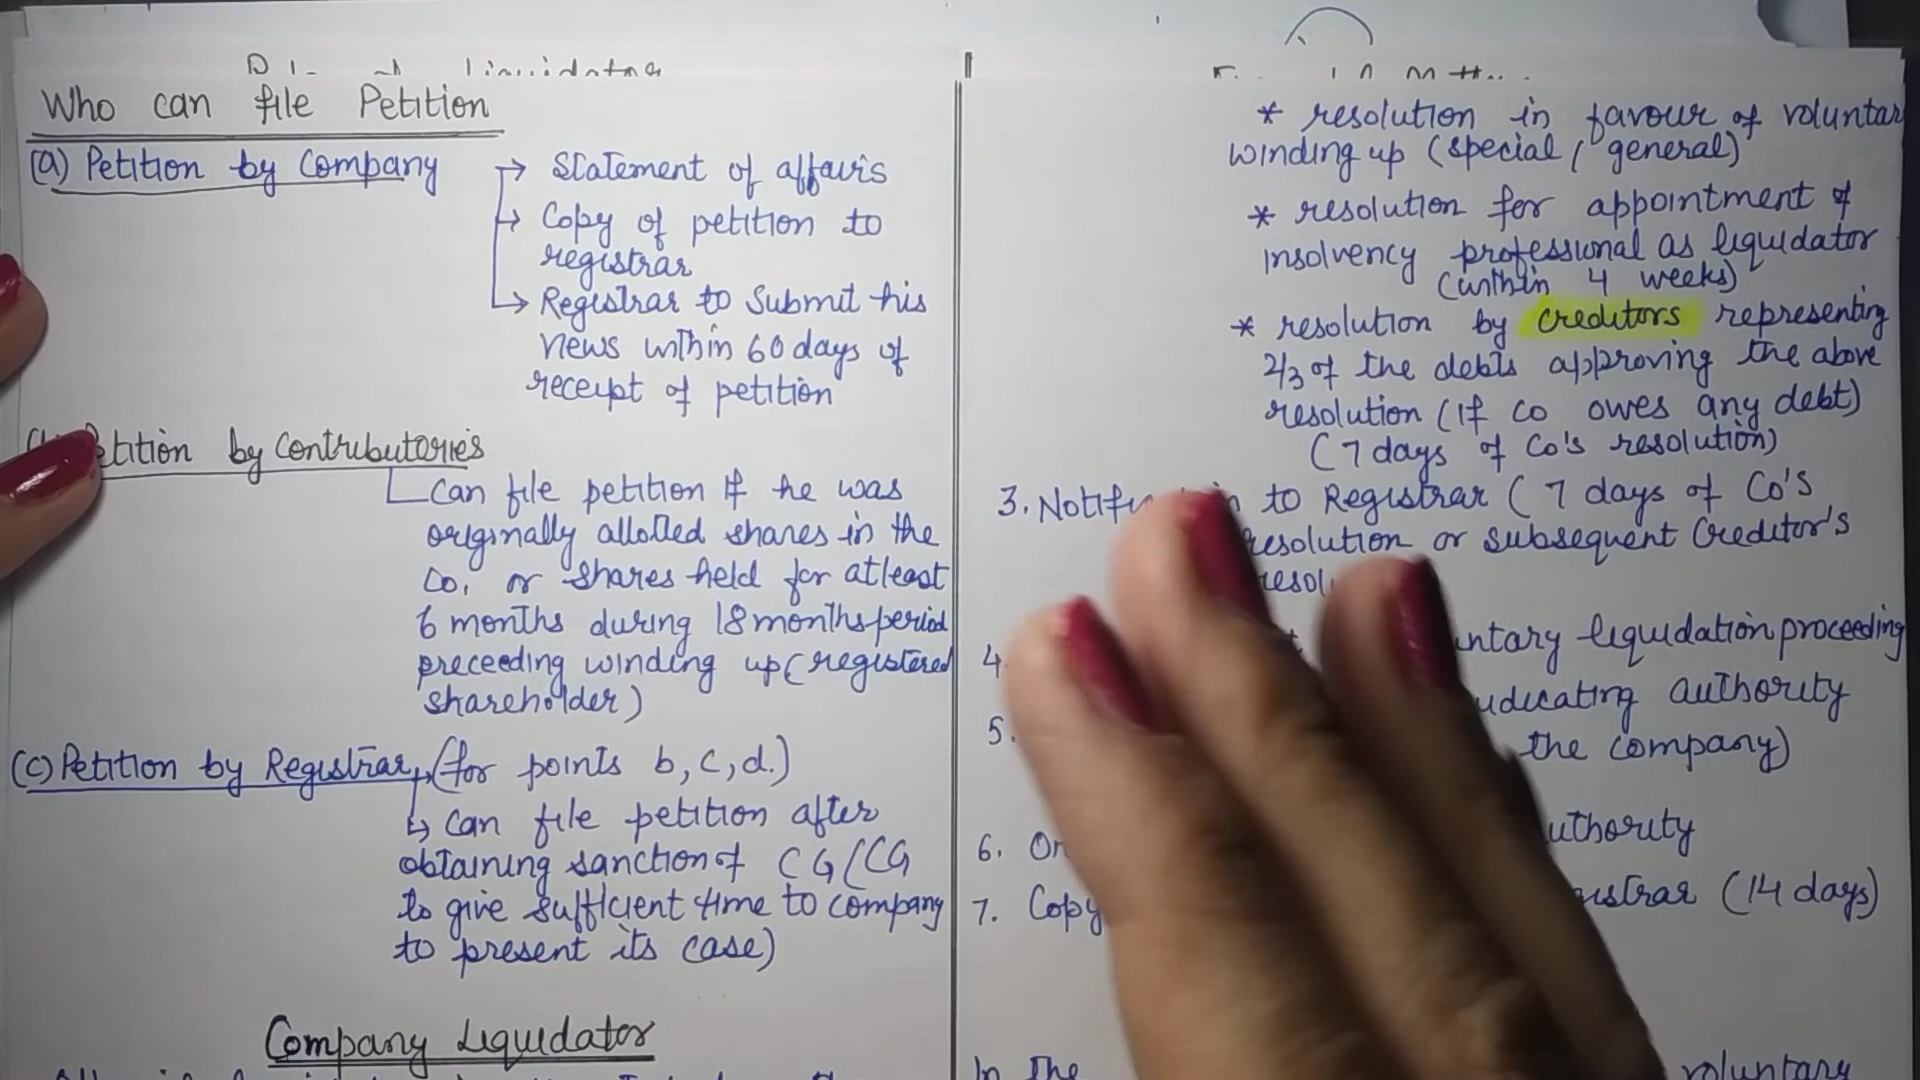 Who can file Petition
(a) Petition by Company
→ Statement of affairs
→ Copy of petition to
registrar
→ Registrar to Submit his
views within 60 days of
receipt of petition
Petition by Contributories
Can file petition if he was
originally allotted shares in the
Co, or shares held for atleast
6 months during 18 months period
preceeding winding up (registered
shareholder)
(c) Petition by Registrar (for points b, c, d.)
↳ Can file petition after
obtaining sanction of CG (CG
to give sufficient time to company
to present its case)
Company Liquidator
* resolution in favour of voluntar
winding up (special / general)
* resolution for appointment of
insolvency professional as liquidator
(within 4 weeks)
* resolution by creditors representing
2/3 of the debts approving the above
resolution (if co owes any debt)
(7 days of Co's resolution)
3. to Registrar (7 days of Co's
resolution or subsequent Creditor's
4. liquidation proceeding
5. authority
the company)
6.
7. Copy (14 days)
In the voluntary